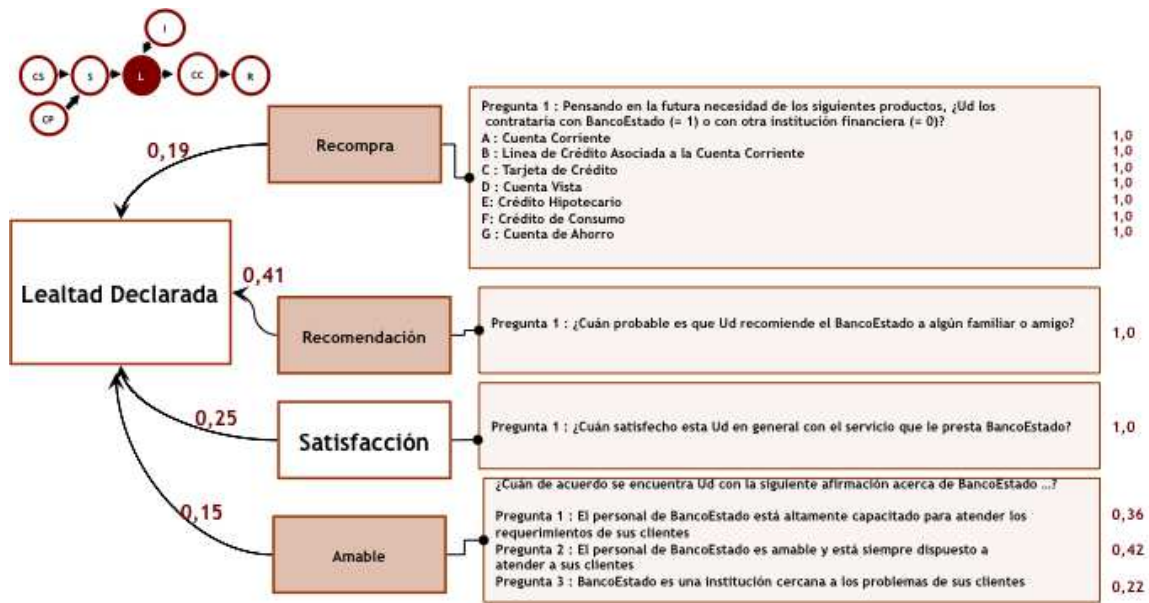 I
CS
S
L
CC
R
CP
0,19
Recompra
Pregunta 1 : Pensando en la futura necesidad de los siguientes productos, ¿Ud los
contrataría con BancoEstado (= 1) o con otra institución financiera (= 0)?
A : Cuenta Corriente
B : Linea de Crédito Asociada a la Cuenta Corriente
C : Tarjeta de Crédito
D : Cuenta Vista
E: Crédito Hipotecario
F: Crédito de Consumo
G : Cuenta de Ahorro
1,0
1,0
1,0
1,0
1,0
1,0
1,0
Lealtad Declarada
0,41
Recomendación
Pregunta 1 : ¿Cuán probable es que Ud recomiende el BancoEstado a algún familiar o amigo?
1,0
0,25
Satisfacción
Pregunta 1 : ¿Cuán satisfecho esta Ud en general con el servicio que le presta BancoEstado?
1,0
0,15
Amable
¿Cuán de acuerdo se encuentra Ud con la siguiente afirmación acerca de BancoEstado ...?
Pregunta 1 : El personal de BancoEstado está altamente capacitado para atender los
requerimientos de sus clientes
0,36
Pregunta 2 : El personal de BancoEstado es amable y está siempre dispuesto a
atender a sus clientes
0,42
Pregunta 3 : BancoEstado es una institución cercana a los problemas de sus clientes
0,22